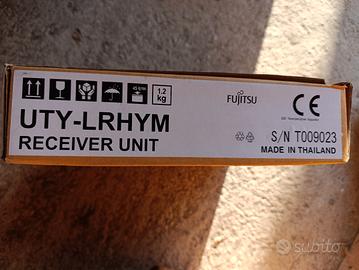 1.2
kg
FUJITSU
CE
UTY-LRHYM
RECEIVER UNIT
S/N T009023
MADE IN THAILAND
subito